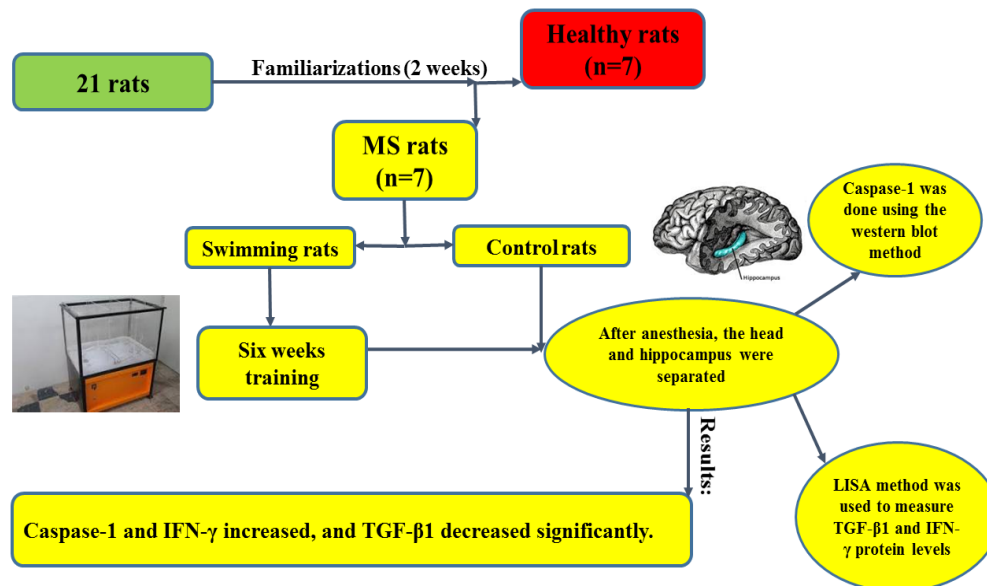 21 rats
Familiarizations (2 weeks)
Healthy rats
(n=7)
MS rats
(n=7)
Swimming rats
Control rats
Six weeks
training
Hippocampus
Caspase-1 was
done using the
western blot
method
After anesthesia, the head
and hippocampus were
separated
Results:
LISA method was
used to measure
TGF-β1 and IFN-
γ protein levels
Caspase-1 and IFN-γ increased, and TGF-β1 decreased significantly.